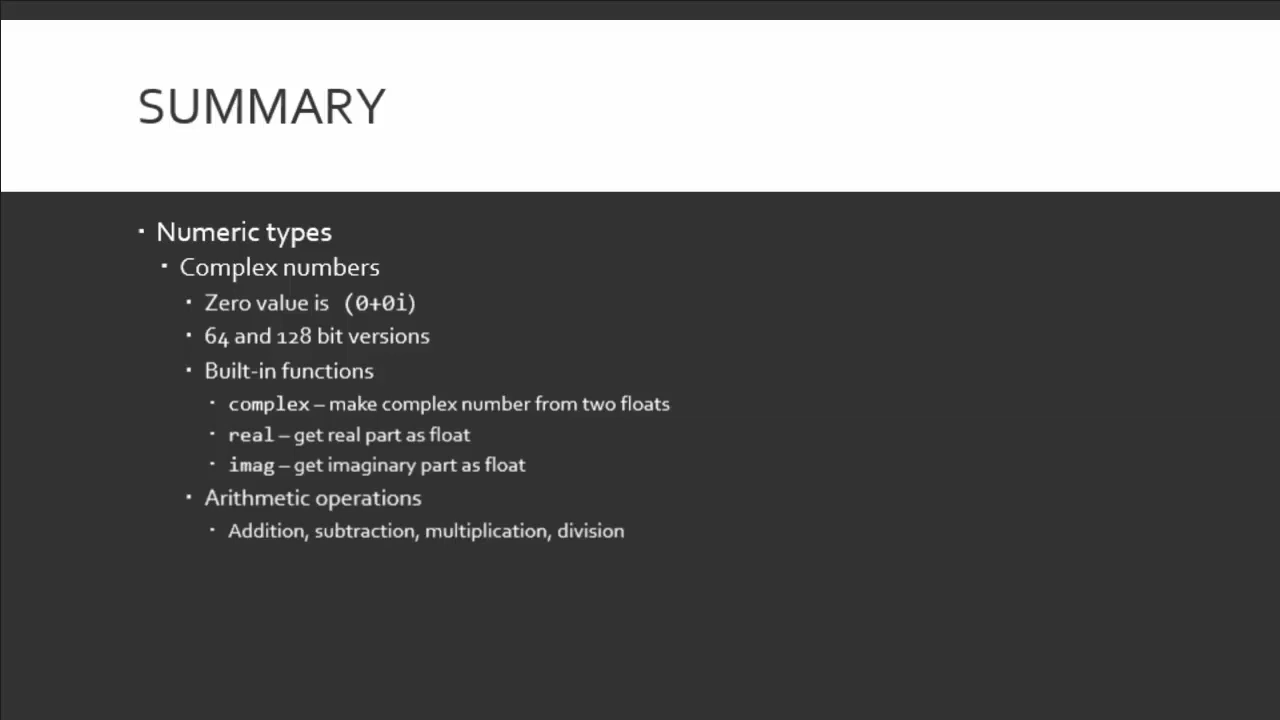 SUMMARY
▪ Numeric types
▪ Complex numbers
▪ Zero value is (0+0i)
▪ 64 and 128 bit versions
▪ Built-in functions
▪ complex – make complex number from two floats
▪ real – get real part as float
▪ imag – get imaginary part as float
▪ Arithmetic operations
▪ Addition, subtraction, multiplication, division